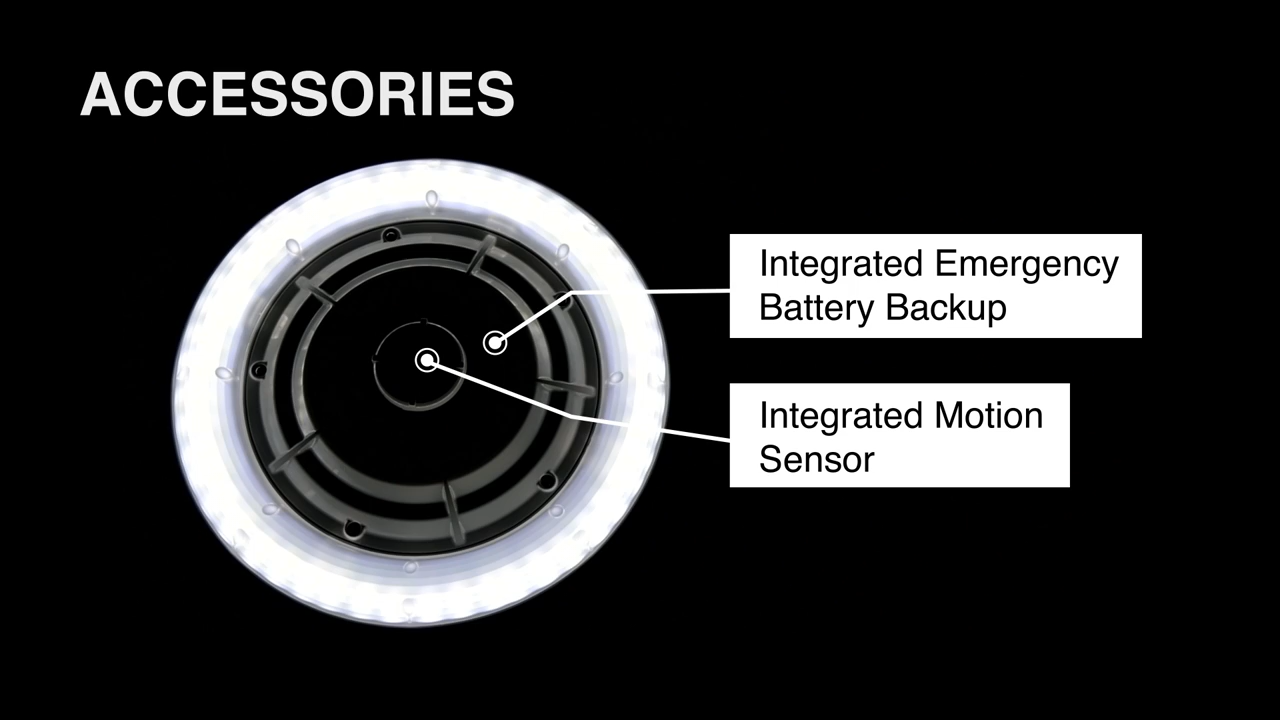 ACCESSORIES
Integrated Emergency
Battery Backup
Integrated Motion
Sensor